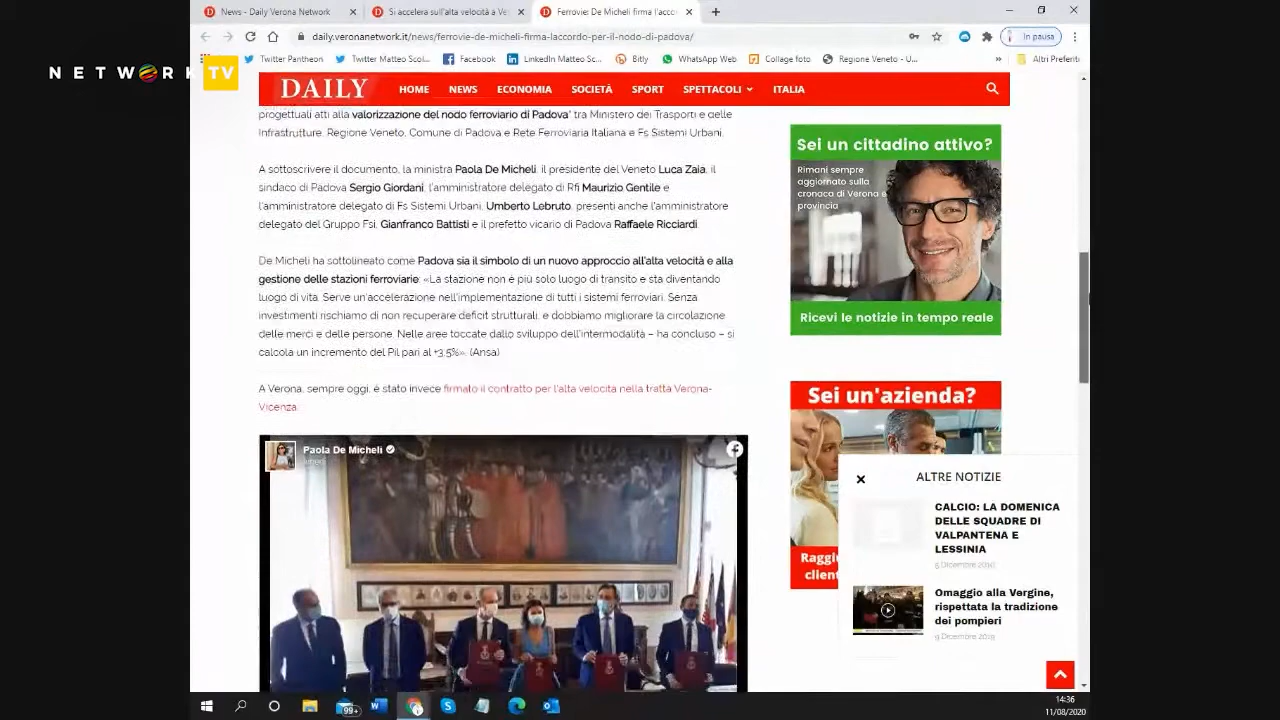 News - Daily Verona Network
Si accelera sull'alta velocità a Ve
Ferrovie: De Micheli firma l'acco
daily.veronanetwork.it/news/ferrovie-de-micheli-firma-laccordo-per-il-nodo-di-padova/
In pausa
Twitter Pantheon
Twitter Matteo Scol...
Facebook
LinkedIn Matteo Sc...
Bitly
WhatsApp Web
Collage foto
Regione Veneto - U...
»
Altri Preferiti
NETWORK TV
DAILY
HOME NEWS ECONOMIA SOCIETÀ SPORT SPETTACOLI ITALIA
progettuali atti alla valorizzazione del nodo ferroviario di Padova" tra Ministero dei Trasporti e delle
Infrastrutture, Regione Veneto, Comune di Padova e Rete Ferroviaria Italiana e Fs Sistemi Urbani.
A sottoscrivere il documento, la ministra Paola De Micheli, il presidente del Veneto Luca Zaia, il
sindaco di Padova Sergio Giordani, l'amministratore delegato di Rfi Maurizio Gentile e
l'amministratore delegato di Fs Sistemi Urbani, Umberto Lebruto, presenti anche l'amministratore
delegato del Gruppo Fsi, Gianfranco Battisti e il prefetto vicario di Padova Raffaele Ricciardi
De Micheli ha sottolineato come Padova sia il simbolo di un nuovo approccio all'alta velocità e alla
gestione delle stazioni ferroviarie: «La stazione non è più solo luogo di transito e sta diventando
luogo di vita. Serve un'accelerazione nell'implementazione di tutti i sistemi ferroviari. Senza
investimenti rischiamo di non recuperare deficit strutturali, e dobbiamo migliorare la circolazione
delle merci e delle persone. Nelle aree toccate dallo sviluppo dell'intermodalità – ha concluso – si
calcola un incremento del Pil pari al +3,5%». (Ansa)
A Verona, sempre oggi, è stato invece firmato il contratto per l'alta velocità nella tratta Verona-
Vicenza.
Paola De Micheli
Sei un cittadino attivo?
Rimani sempre
aggiornato sulla
cronaca di Verona e
provincia
Ricevi le notizie in tempo reale
Sei un'azienda?
Raggiu
client
ALTRE NOTIZIE
CALCIO: LA DOMENICA
DELLE SQUADRE DI
VALPANTENA E
LESSINIA
5 Dicembre 2019
Omaggio alla Vergine,
rispettata la tradizione
dei pompieri
9 Dicembre 2019
99+
14:36
11/08/2020